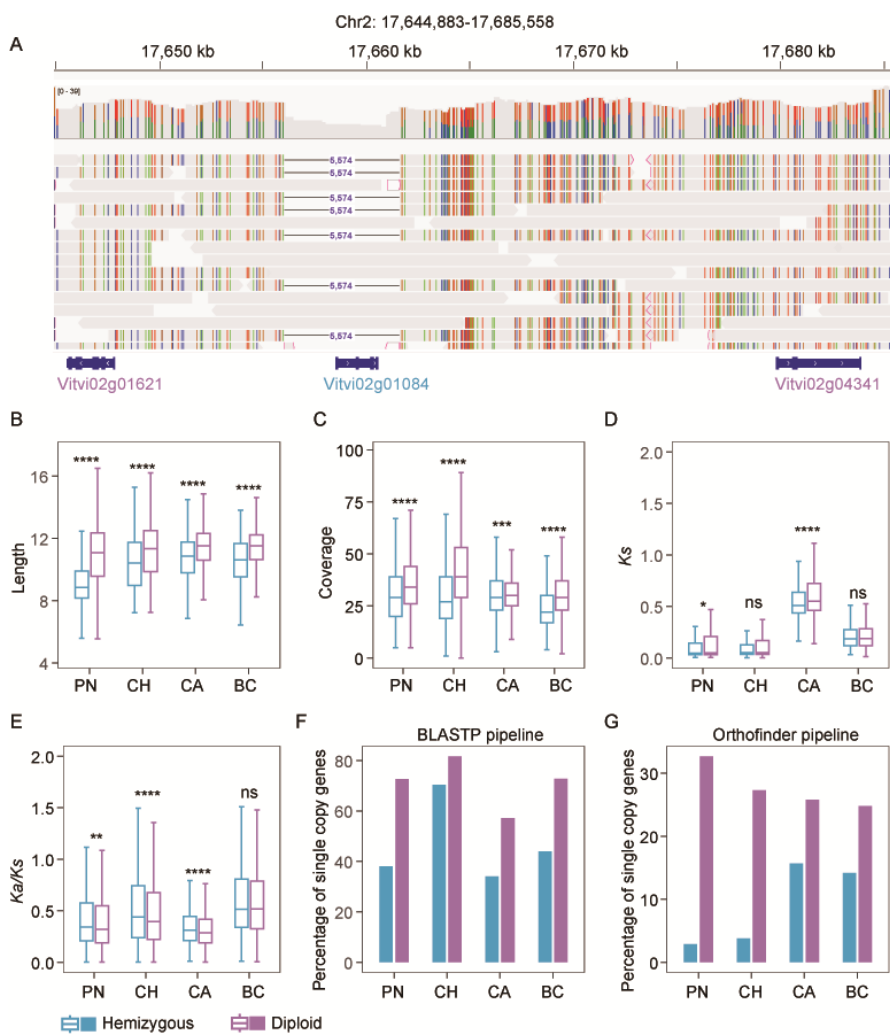 Chr2: 17,644,883-17,685,558
A
17,650 kb 17,660 kb 17,670 kb 17,680 kb
[0 - 39]
5,574
5,574
5,574
5,574
5,574
5,574
5,574
Vitvi02g01621 Vitvi02g01084 Vitvi02g04341
B
****
****
****
****
Length
16
12
8
4
PN CH CA BC
C
****
****
***
****
Coverage
100
75
50
25
0
PN CH CA BC
D
*
ns
****
ns
Ks
2.0
1.5
1.0
0.5
0.0
PN CH CA BC
E
**
****
****
ns
Ka/Ks
2.0
1.5
1.0
0.5
0.0
PN CH CA BC
F
BLASTP pipeline
Percentage of single copy genes
80
60
40
20
0
PN CH CA BC
G
Orthofinder pipeline
Percentage of single copy genes
30
20
10
0
PN CH CA BC
Hemizygous Diploid